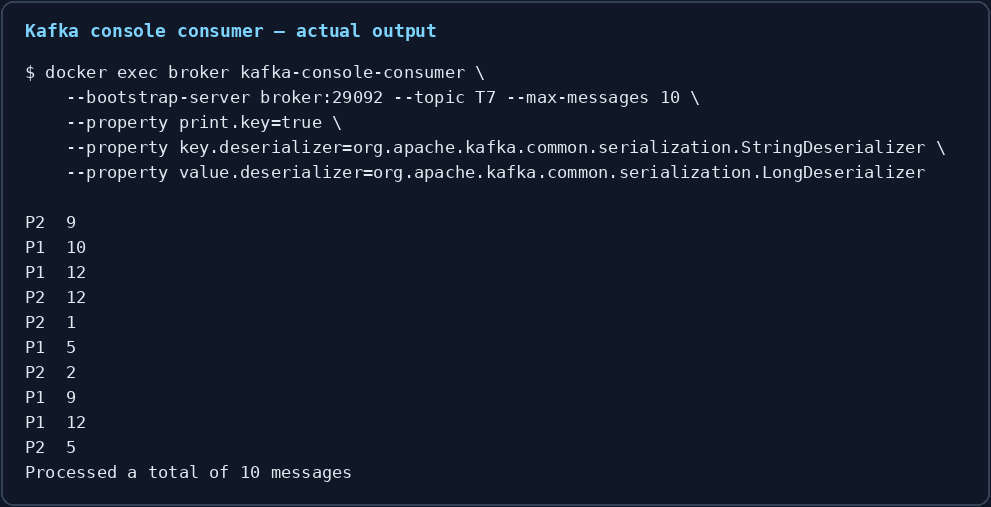 Kafka console consumer — actual output
$ docker exec broker kafka-console-consumer \
--bootstrap-server broker:29092 --topic T7 --max-messages 10 \
--property print.key=true \
--property key.deserializer=org.apache.kafka.common.serialization.StringDeserializer \
--property value.deserializer=org.apache.kafka.common.serialization.LongDeserializer
P2 9
P1 10
P1 12
P2 12
P2 1
P1 5
P2 2
P1 9
P1 12
P2 5
Processed a total of 10 messages